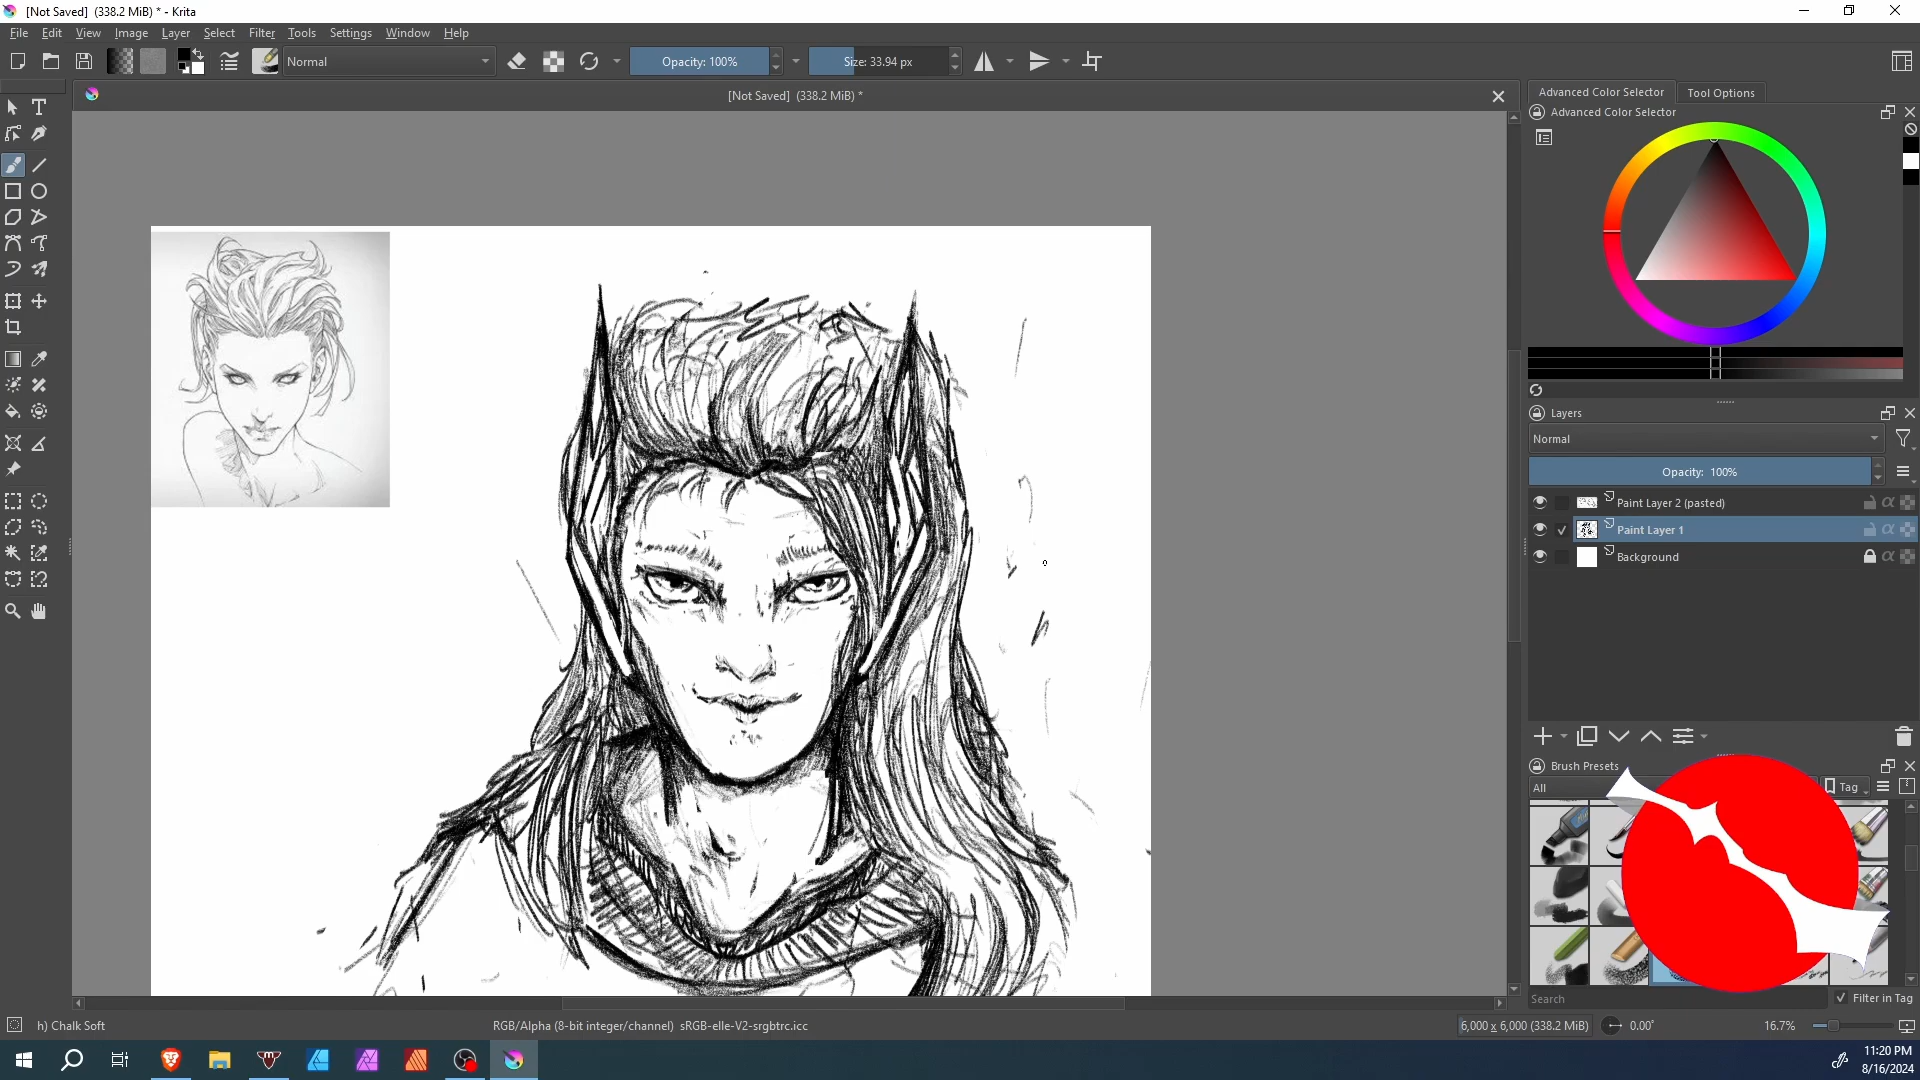 [Not Saved]  (338.2 MiB) * - Krita
File Edit View Image Layer Select Filter Tools Settings Window Help
Normal Opacity: 100% Size: 33.94 px
[Not Saved]  (338.2 MiB) *
Advanced Color Selector Tool Options
Advanced Color Selector
Layers
Normal
Opacity:  100%
Paint Layer 2 (pasted)
Paint Layer 1
Background
Brush Presets
All Tag
Search Filter in Tag
h) Chalk Soft RGB/Alpha (8-bit integer/channel)  sRGB-elle-V2-srgbtrc.icc 6,000 x 6,000 (338.2 MiB) 0.00° 16.7%
11:20 PM
8/16/2024